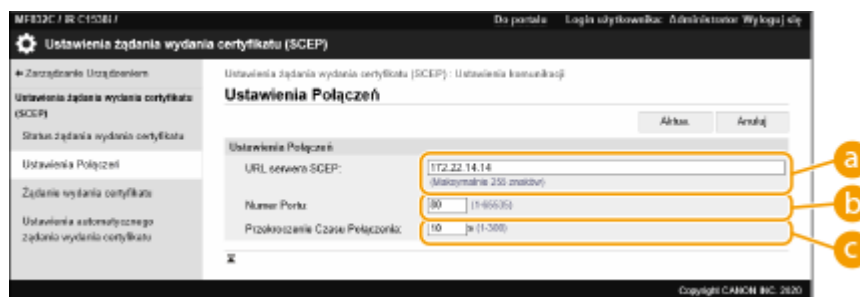 MF832C / IR C1538I /
Do portalu Login użytkownika: Administrator Wyloguj się
Ustawienia żądania wydania certyfikatu (SCEP)
Zarządzanie Urządzeniem
Ustawienia żądania wydania certyfikatu (SCEP)
Status żądania wydania certyfikatu
Ustawienia Połączeń
Żądanie wydania certyfikatu
Ustawienia automatycznego żądania wydania certyfikatu
Ustawienia żądania wydania certyfikatu (SCEP) : Ustawienia komunikacji
Ustawienia Połączeń
Aktua. Anuluj
Ustawienia Połączeń
URL serwera SCEP: 172.22.14.14
(Maksymalnie 255 znaków)
a
Numer Portu: 80 (1-65535)
b
Przekroczenie Czasu Połączenia: 10 s (1-300)
c
Copyright CANON INC. 2020